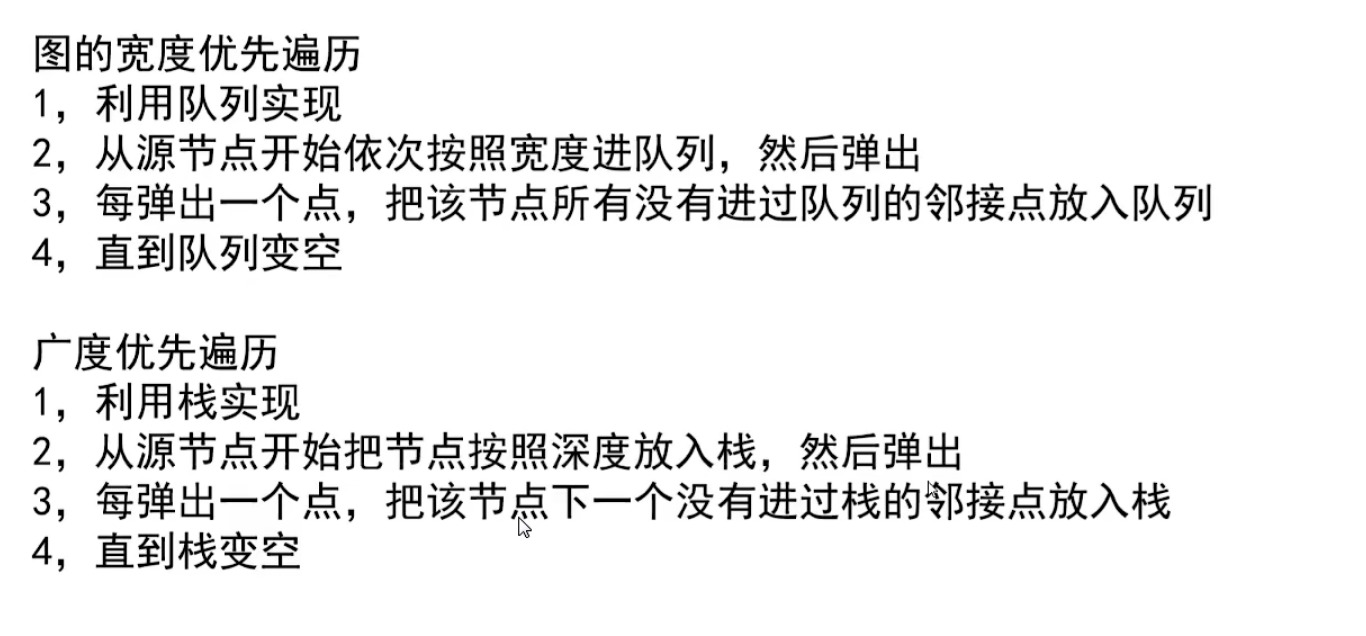 图的宽度优先遍历
1，利用队列实现
2，从源节点开始依次按照宽度进队列，然后弹出
3，每弹出一个点，把该节点所有没有进过队列的邻接点放入队列
4，直到队列变空
广度优先遍历
1，利用栈实现
2，从源节点开始把节点按照深度放入栈，然后弹出
3，每弹出一个点，把该节点下一个没有进过栈的邻接点放入栈
4，直到栈变空